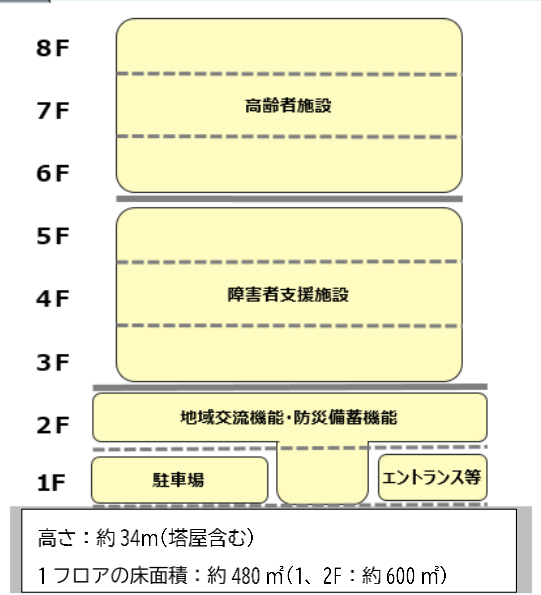 8F
7F
高齢者施設
6F
5F
4F
障害者支援施設
3F
2F
地域交流機能・防災備蓄機能
1F
駐車場
エントランス等
高さ：約34m(塔屋含む)
1フロアの床面積：約480㎡(1、2F：約600㎡)